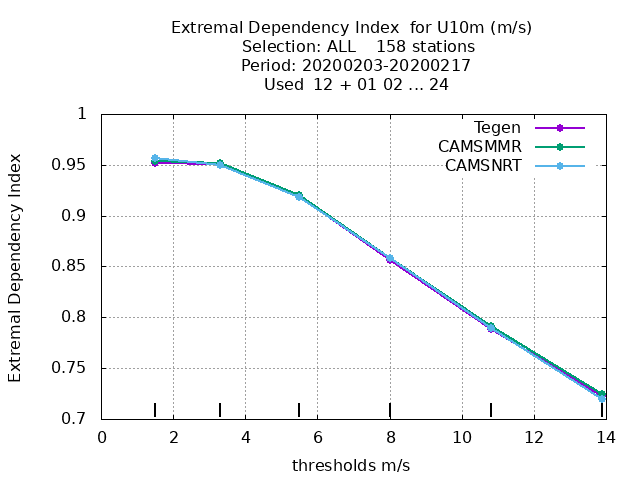 Extremal Dependency Index  for U10m (m/s)
Selection: ALL    158 stations
Period: 20200203-20200217
Used  12 + 01 02 ... 24
Tegen
CAMSMMR
CAMSNRT
Extremal Dependency Index
1
0.95
0.9
0.85
0.8
0.75
0.7
0 2 4 6 8 10 12 14
thresholds m/s